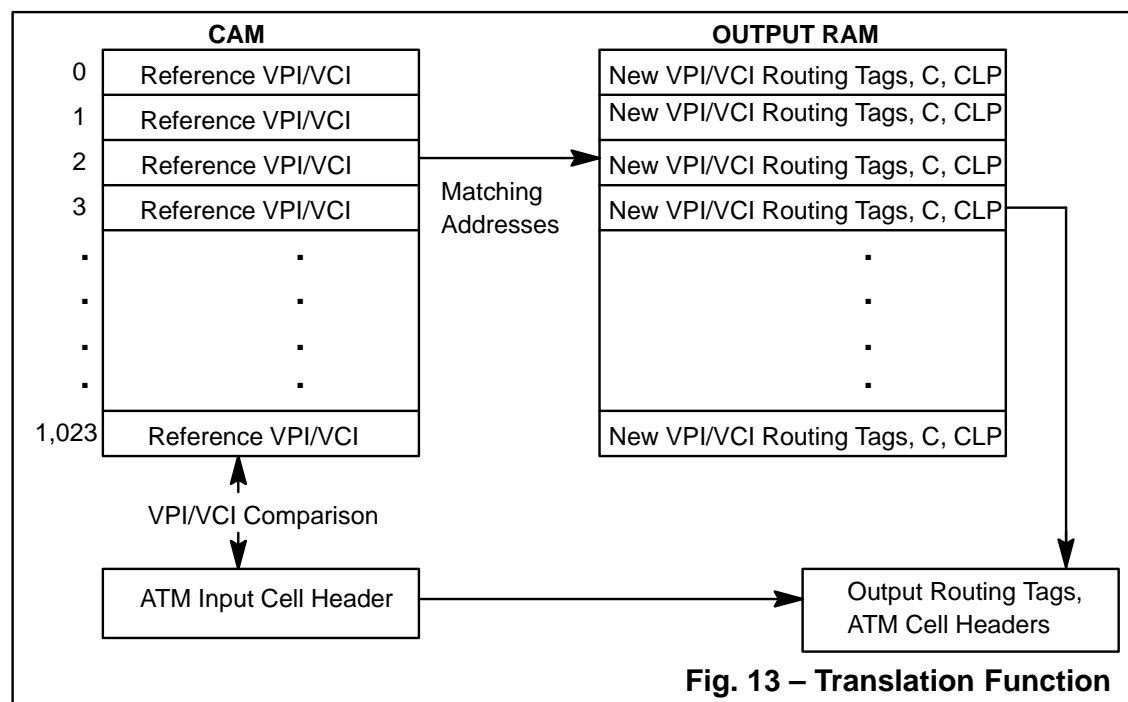 CAM
OUTPUT RAM
0
Reference VPI/VCI
New VPI/VCI Routing Tags, C, CLP
1
Reference VPI/VCI
New VPI/VCI Routing Tags, C, CLP
2
Reference VPI/VCI
New VPI/VCI Routing Tags, C, CLP
3
Reference VPI/VCI
New VPI/VCI Routing Tags, C, CLP
Matching
Addresses
. . .
. . .
. . .
. . .
1,023
Reference VPI/VCI
New VPI/VCI Routing Tags, C, CLP
VPI/VCI Comparison
ATM Input Cell Header
Output Routing Tags,
ATM Cell Headers
Fig. 13 – Translation Function